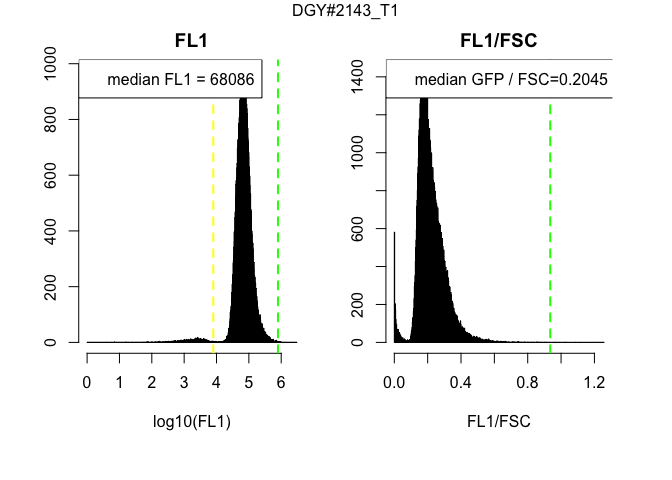 DGY#2143_T1
FL1
median FL1 = 68086
0
200
400
600
800
1000
0 1 2 3 4 5 6
log10(FL1)
FL1/FSC
median GFP / FSC=0.2045
0
200
600
1000
1400
0.0 0.4 0.8 1.2
FL1/FSC